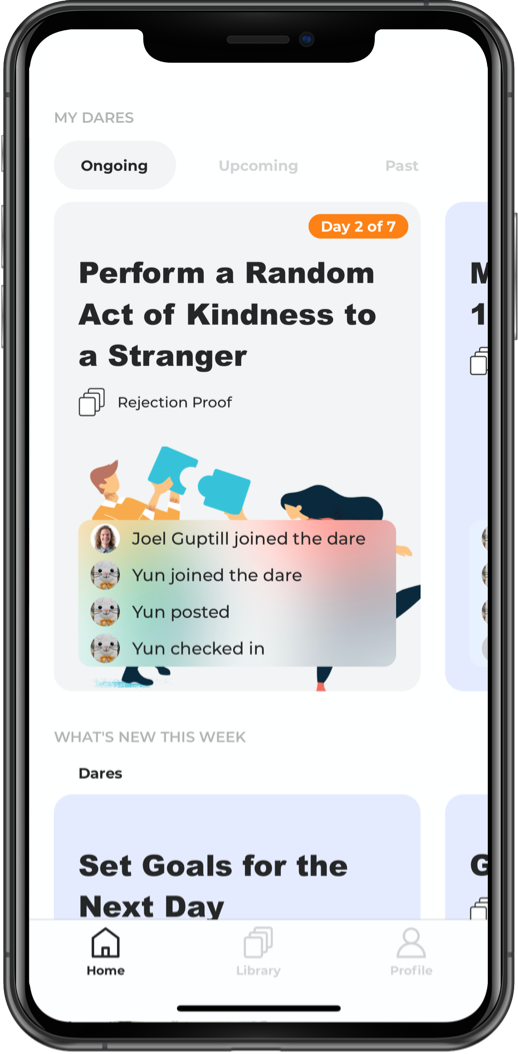 MY DARES
Ongoing
Upcoming
Past
Day 2 of 7
Perform a Random
Act of Kindness to
a Stranger
Rejection Proof
M
1
Joel Guptill joined the dare
Yun joined the dare
Yun posted
Yun checked in
WHAT'S NEW THIS WEEK
Dares
Set Goals for the
Next Day
G
Home
Library
Profile